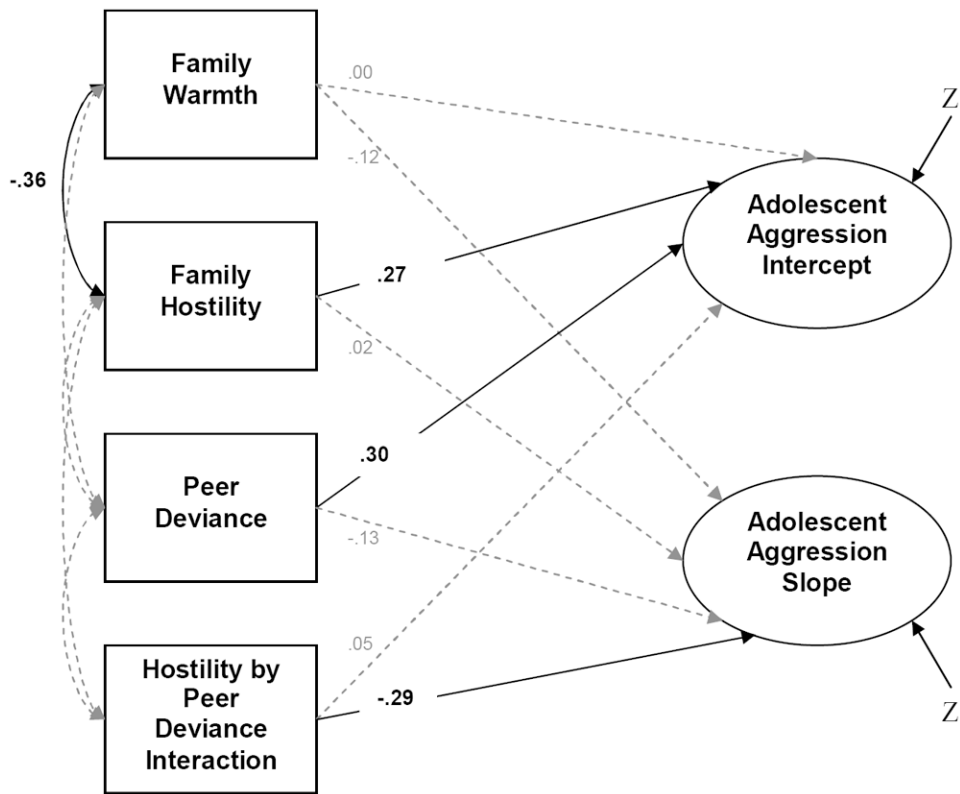 Family
Warmth
.00
Z
-.12
-.36
Adolescent
Aggression
Intercept
Family
Hostility
.27
.02
Peer
Deviance
.30
-.13
Adolescent
Aggression
Slope
.05
Hostility by
Peer
Deviance
Interaction
-.29
Z